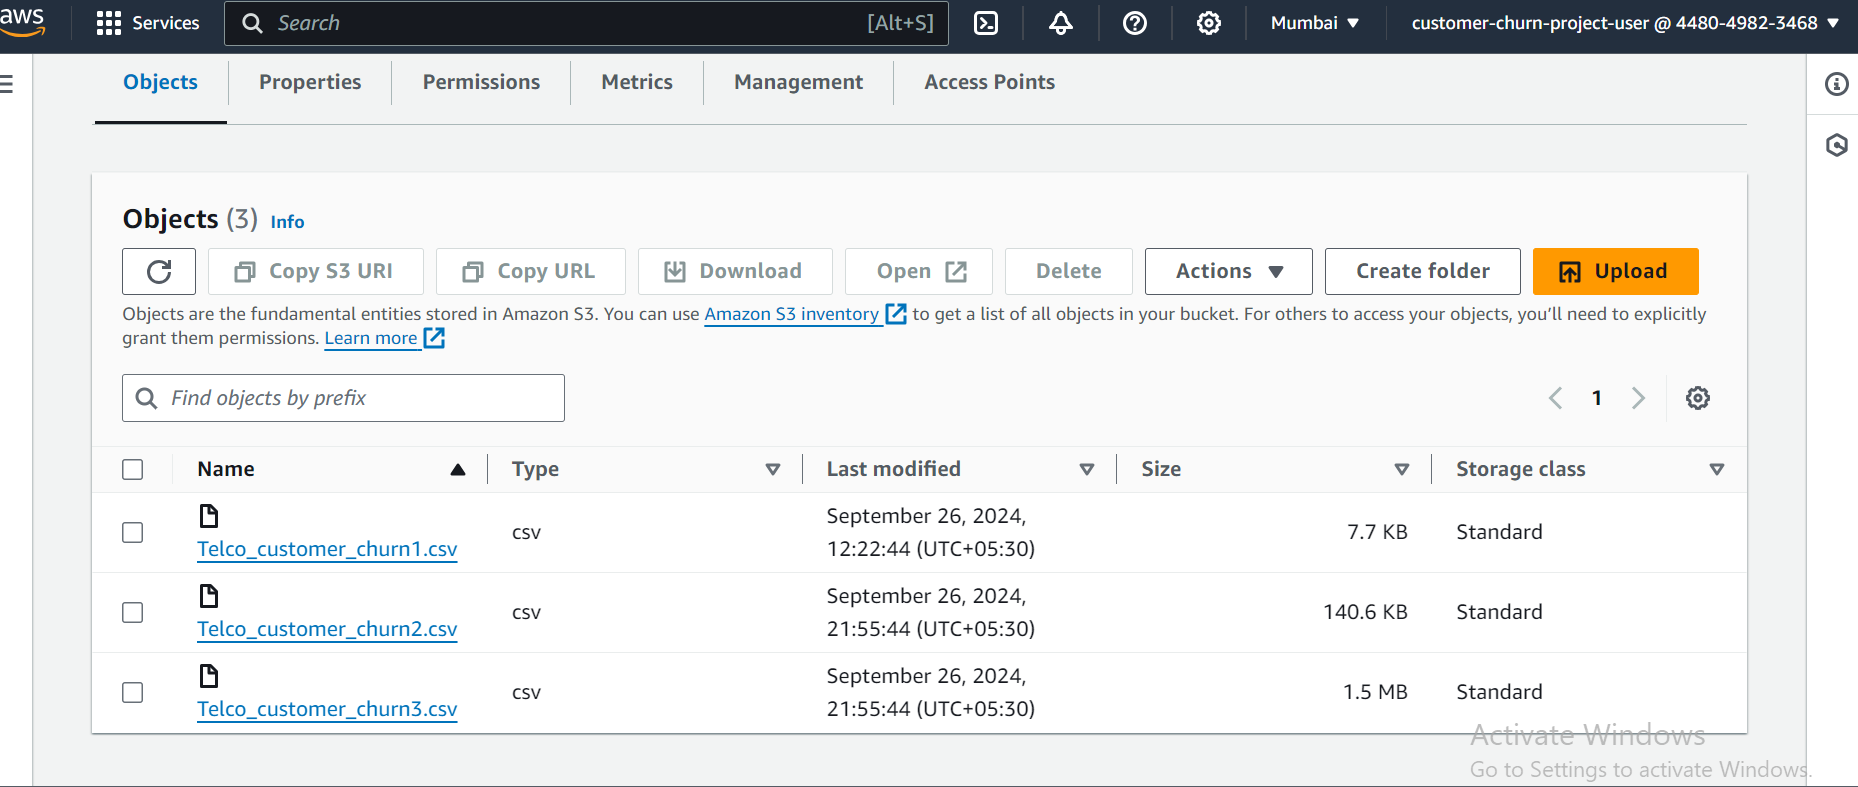 aws
Services
Search
[Alt+S]
Mumbai
customer-churn-project-user @ 4480-4982-3468
Objects
Properties
Permissions
Metrics
Management
Access Points
Objects (3) Info
Copy S3 URI
Copy URL
Download
Open
Delete
Actions
Create folder
Upload
Objects are the fundamental entities stored in Amazon S3. You can use Amazon S3 inventory to get a list of all objects in your bucket. For others to access your objects, you’ll need to explicitly
grant them permissions. Learn more
Find objects by prefix
1
Name
Type
Last modified
Size
Storage class
Telco_customer_churn1.csv
csv
September 26, 2024,
12:22:44 (UTC+05:30)
7.7 KB
Standard
Telco_customer_churn2.csv
csv
September 26, 2024,
21:55:44 (UTC+05:30)
140.6 KB
Standard
Telco_customer_churn3.csv
csv
September 26, 2024,
21:55:44 (UTC+05:30)
1.5 MB
Standard
Activate Windows
Go to Settings to activate Windows.